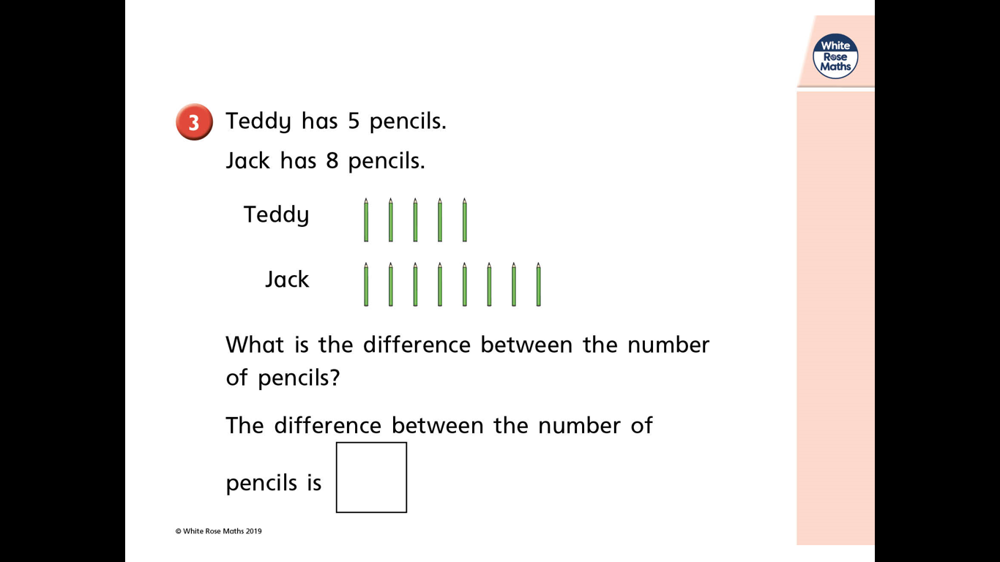 White
Rose
Maths
3 Teddy has 5 pencils.
Jack has 8 pencils.
Teddy
Jack
What is the difference between the number
of pencils?
The difference between the number of
pencils is
© White Rose Maths 2019